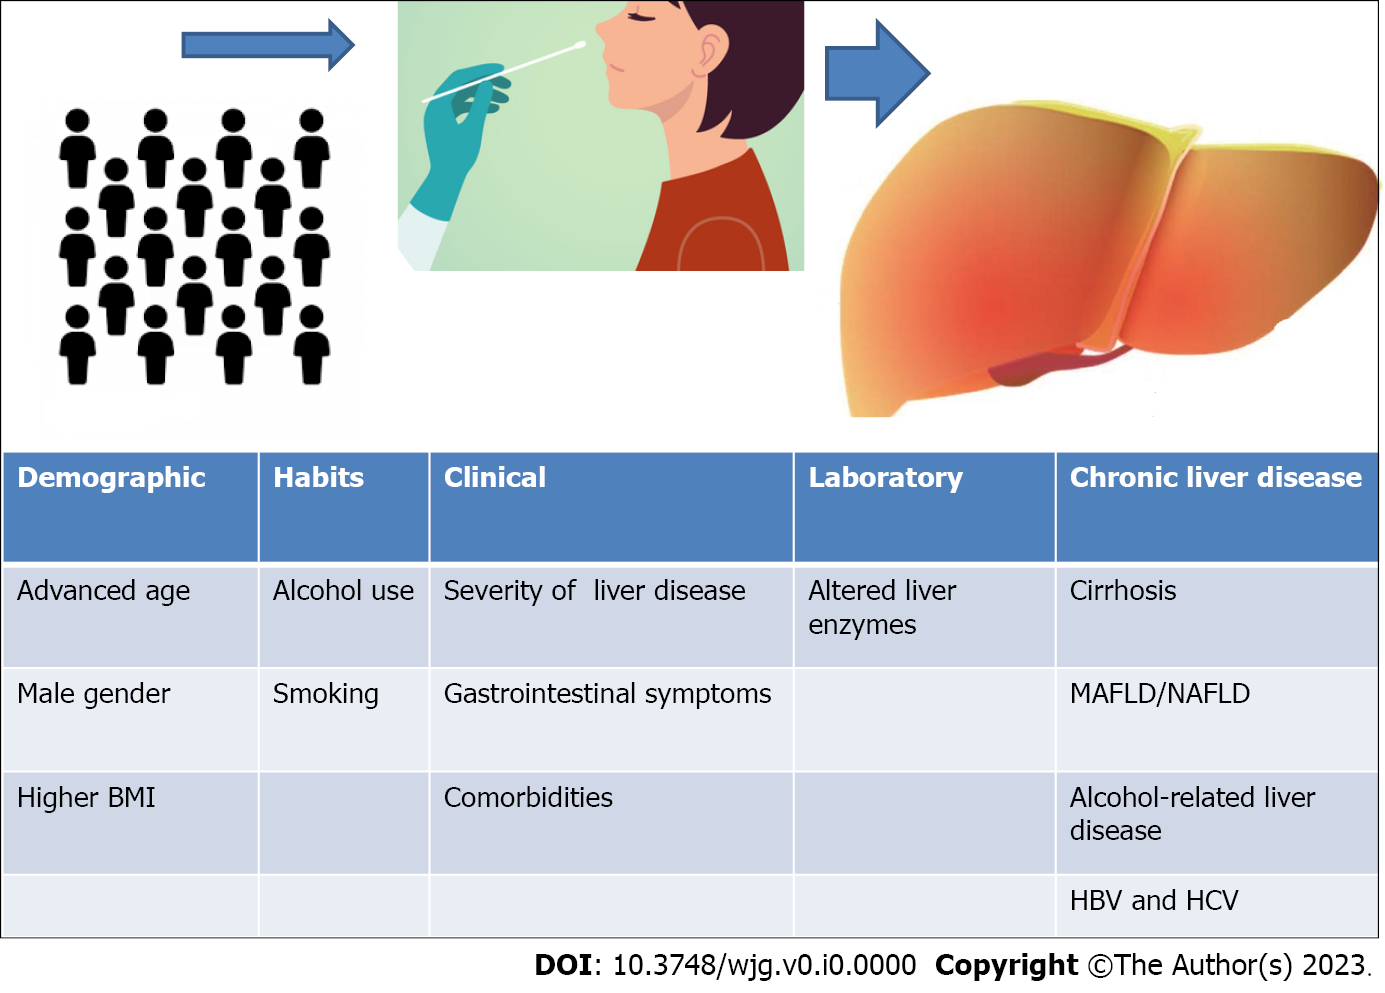 Demographic
Habits
Clinical
Laboratory
Chronic liver disease
Advanced age
Alcohol use
Severity of  liver disease
Altered liver
enzymes
Cirrhosis
Male gender
Smoking
Gastrointestinal symptoms
MAFLD/NAFLD
Higher BMI
Comorbidities
Alcohol-related liver
disease
HBV and HCV
DOI: 10.3748/wjg.v0.i0.0000  Copyright ©The Author(s) 2023.